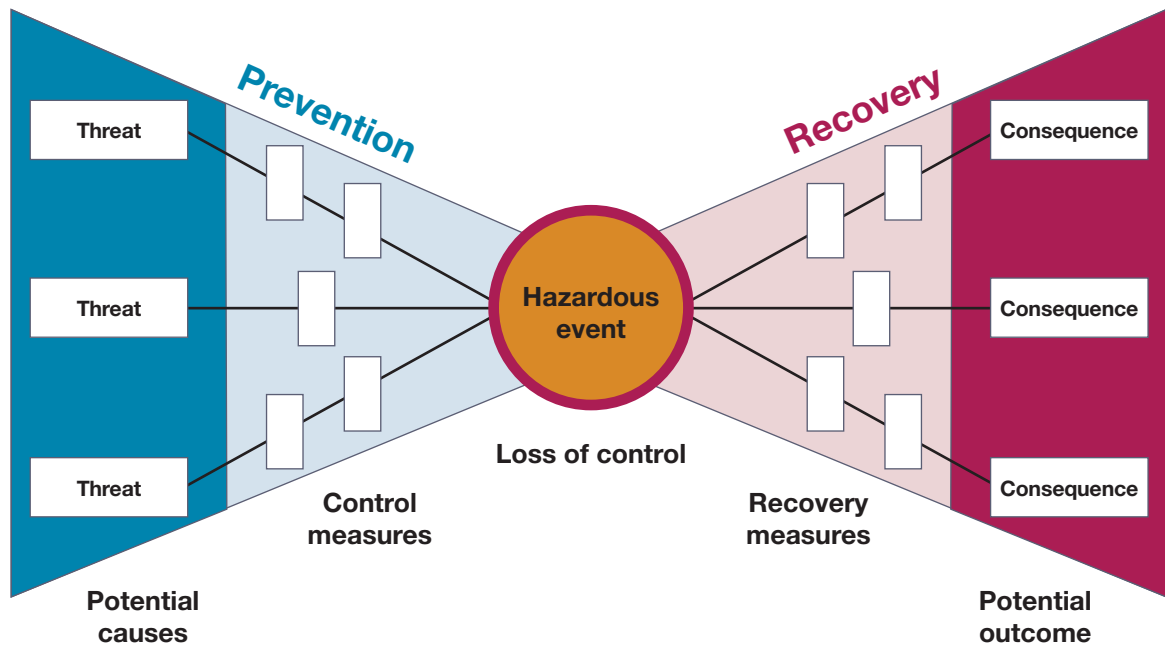 Prevention
Recovery
Threat
Consequence
Threat
Hazardous
event
Consequence
Threat
Consequence
Loss of control
Control
measures
Recovery
measures
Potential
causes
Potential
outcome